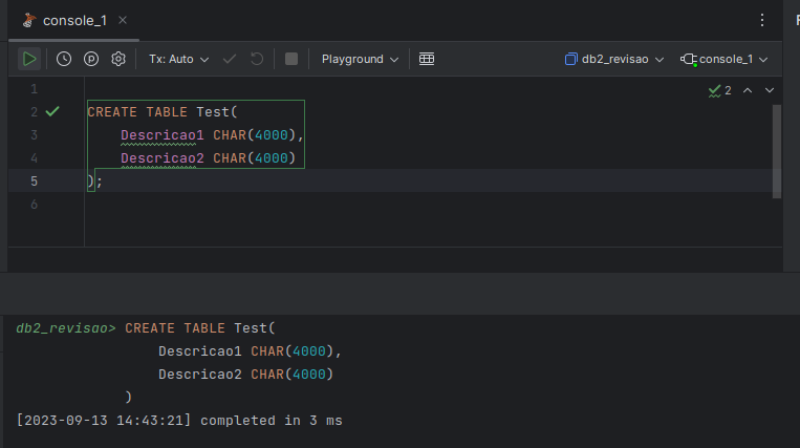 console_1
Tx: Auto
Playground
db2_revisao
console_1
1
2
2 CREATE TABLE Test(
3 Descricao1 CHAR(4000),
4 Descricao2 CHAR(4000)
5 );
6
db2_revisao> CREATE TABLE Test(
Descricao1 CHAR(4000),
Descricao2 CHAR(4000)
)
[2023-09-13 14:43:21] completed in 3 ms